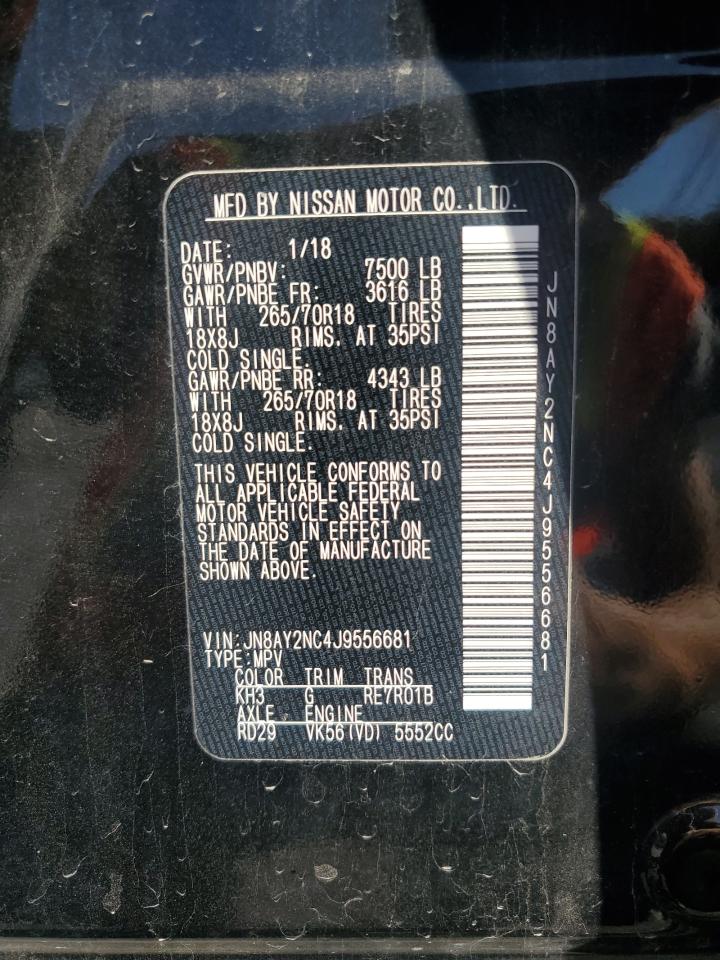 MFD BY NISSAN MOTOR CO.,LTD.
DATE: 1/18
GVWR/PNBV: 7500 LB
GAWR/PNBE FR: 3616 LB
WITH 265/70R18 TIRES
18X8J RIMS. AT 35PSI
COLD SINGLE.
GAWR/PNBE RR: 4343 LB
WITH 265/70R18 TIRES
18X8J RIMS. AT 35PSI
COLD SINGLE.
THIS VEHICLE CONFORMS TO
ALL APPLICABLE FEDERAL
MOTOR VEHICLE SAFETY
STANDARDS IN EFFECT ON
THE DATE OF MANUFACTURE
SHOWN ABOVE.
VIN:JN8AY2NC4J9556681
TYPE:MPV
COLOR TRIM TRANS
KH3 G RE7R01B
AXLE ENGINE
RD29 VK56(VD) 5552CC
JN8AY2NC4J9556681